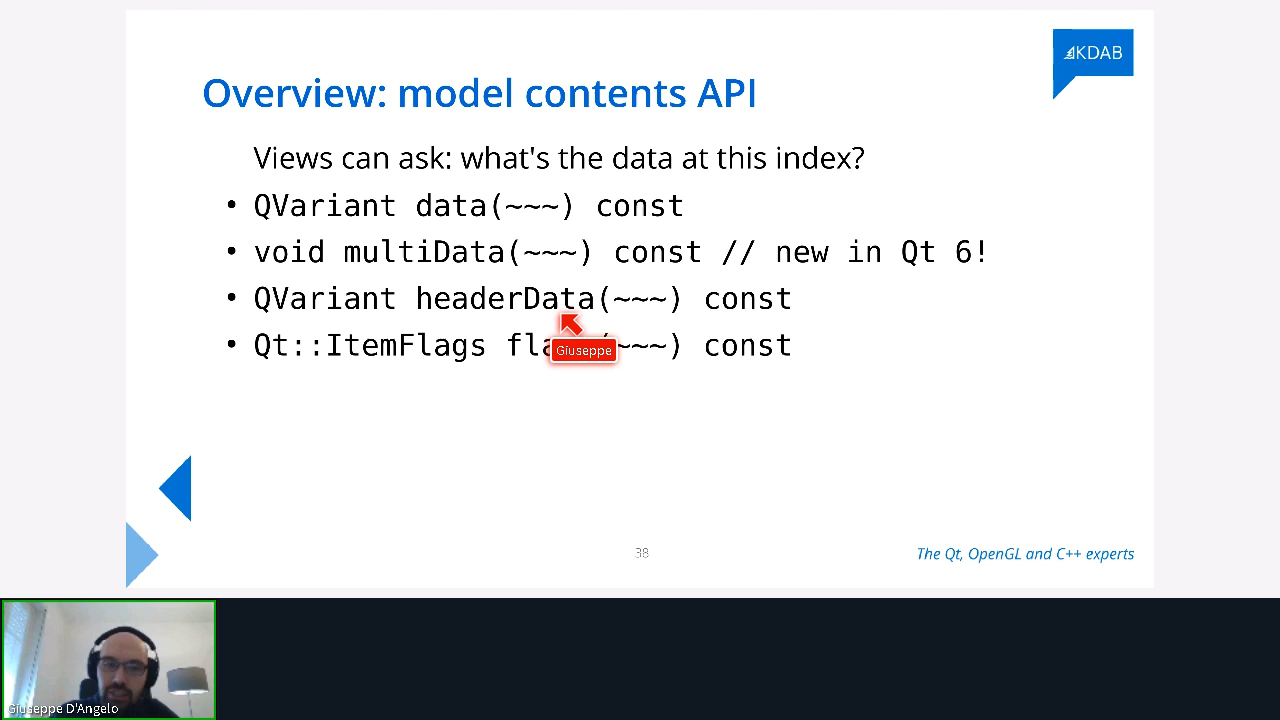 KDAB
Overview: model contents API
Views can ask: what's the data at this index?
• QVariant data(~~~) const
• void multiData(~~~) const // new in Qt 6!
• QVariant headerData(~~~) const
• Qt::ItemFlags fla (~~~) const
Giuseppe
38
The Qt, OpenGL and C++ experts
Giuseppe D'Angelo